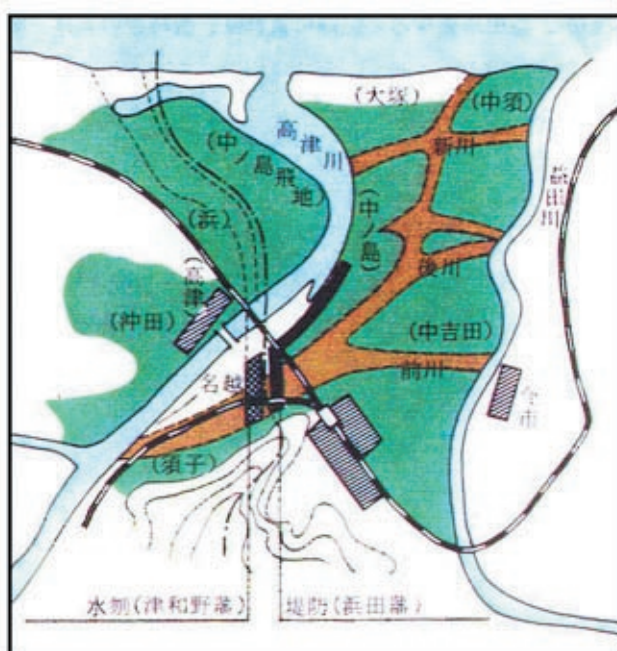 (大塚)
(中須)
高津川
新川
(中ノ島飛地)
益田川
(浜)
(中ノ島)
(高津)
後川
(沖田)
(中吉田)
名越
前川
今市
(須子)
水刎(津和野藩)
堤防(浜田藩)